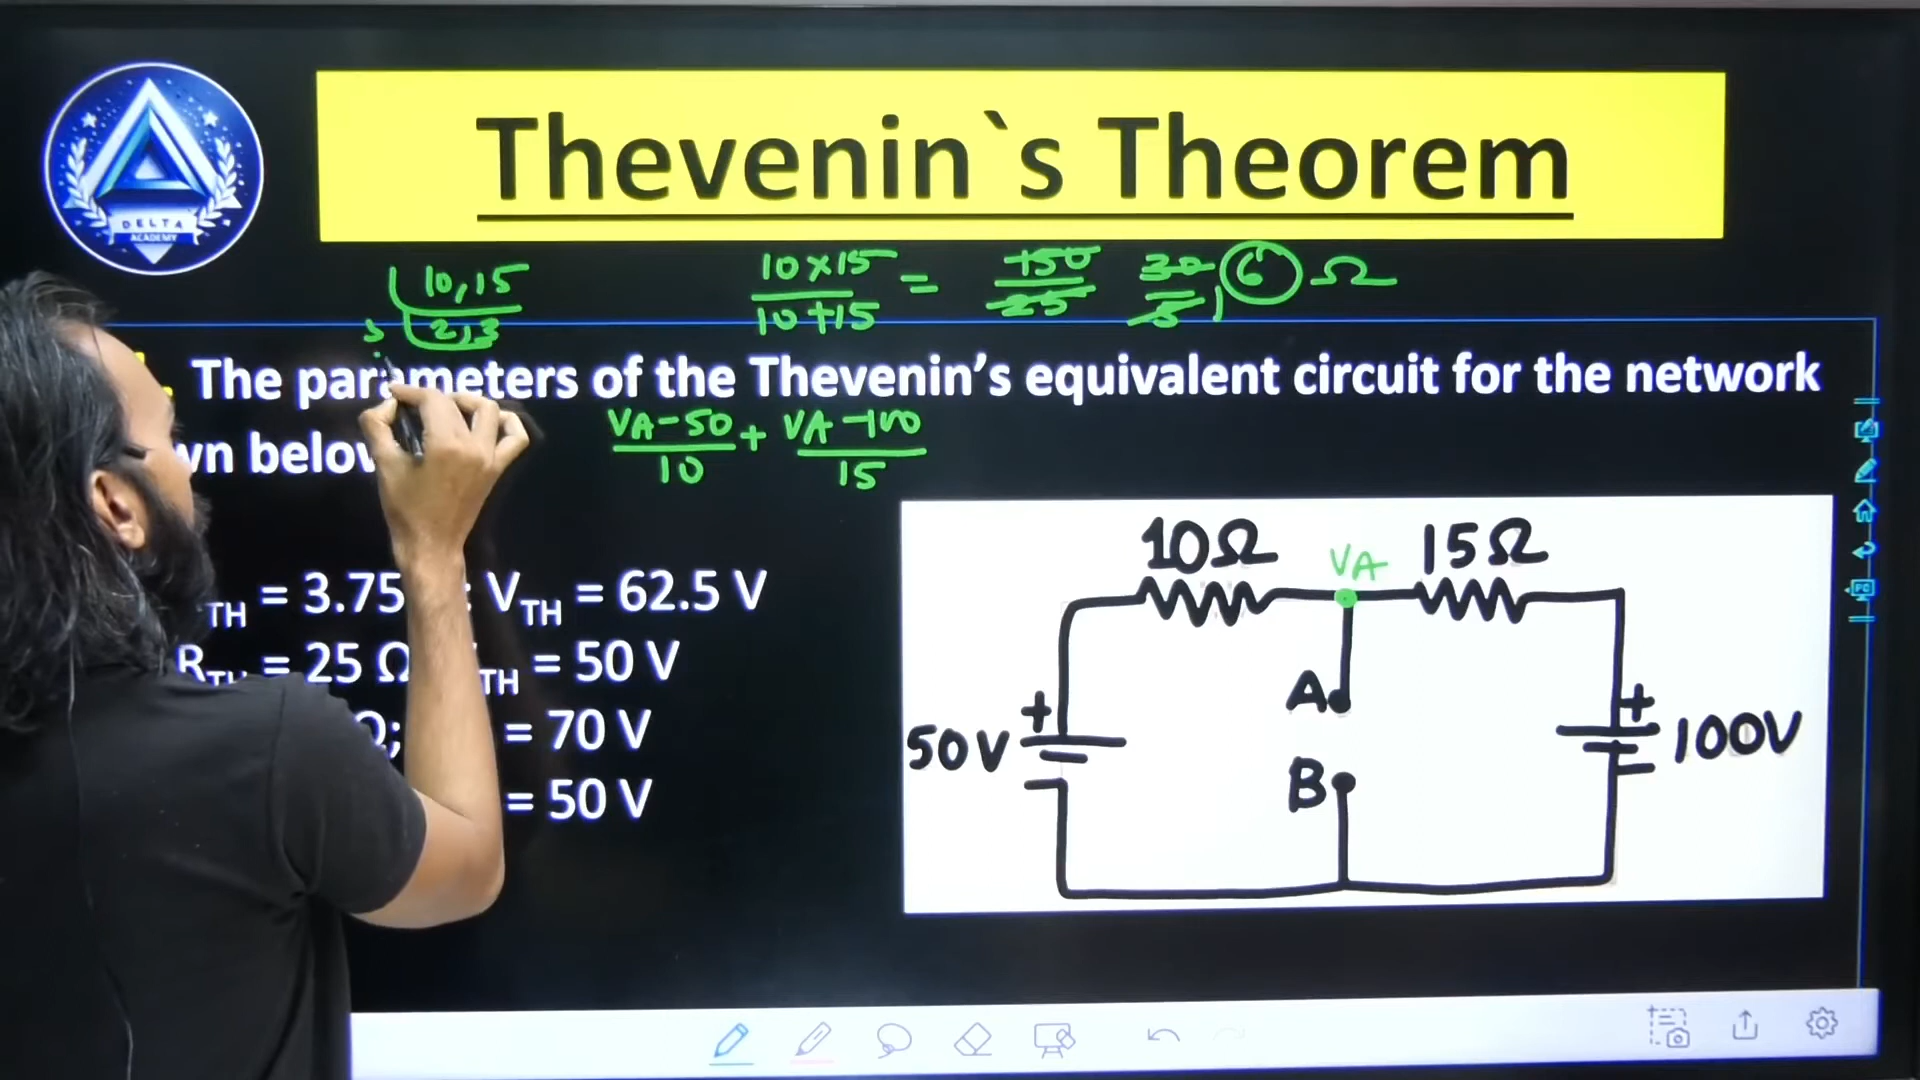 DELTA
ACADEMY
Thevenin`s Theorem
10,15
2,3
10×15
10+15
=
150
25
30
5
6 Ω
The parameters of the Thevenin’s equivalent circuit for the network
wn below
VA-50
10
+
VA-100
15
TH = 3.75 ; VTH = 62.5 V
RTH = 25 Ω TH = 50 V
Ω; = 70 V
= 50 V
10Ω
VA
15Ω
A
+
50V
+
100V
B